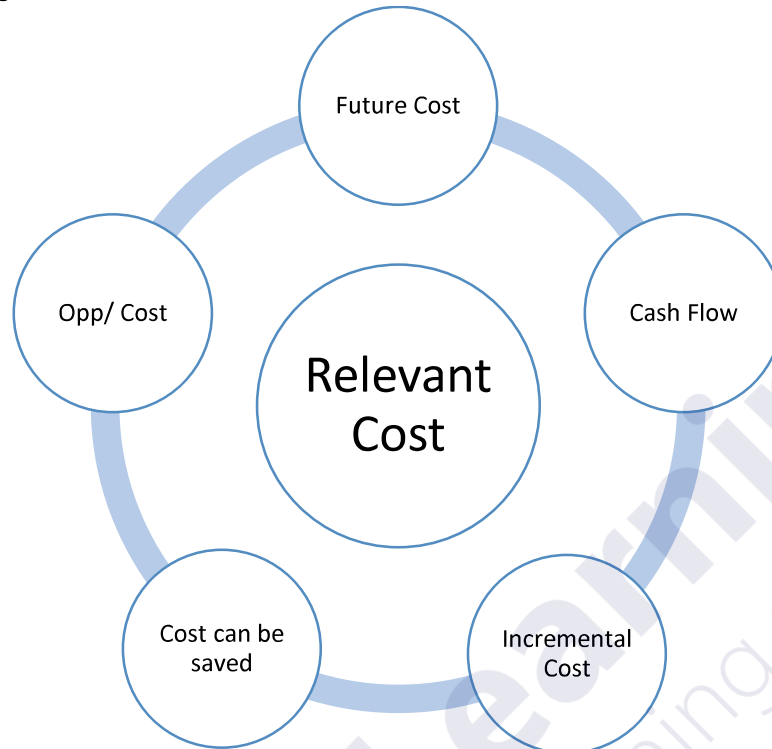 Future Cost
Opp/ Cost
Cash Flow
Relevant
Cost
Cost can be
saved
Incremental
Cost